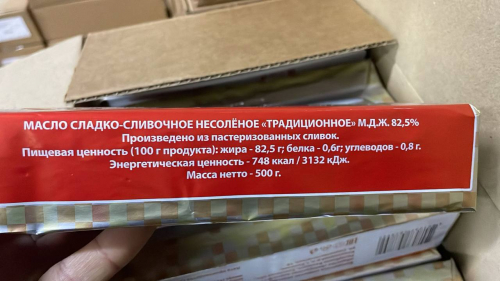 МАСЛО СЛАДКО-СЛИВОЧНОЕ НЕСОЛЁНОЕ «ТРАДИЦИОННОЕ» М.Д.Ж. 82,5%
Произведено из пастеризованных сливок.
Пищевая ценность (100 г продукта): жира - 82,5 г; белка - 0,6г; углеводов - 0,8 г.
Энергетическая ценность - 748 ккал / 3132 кДж.
Масса нетто - 500 г.